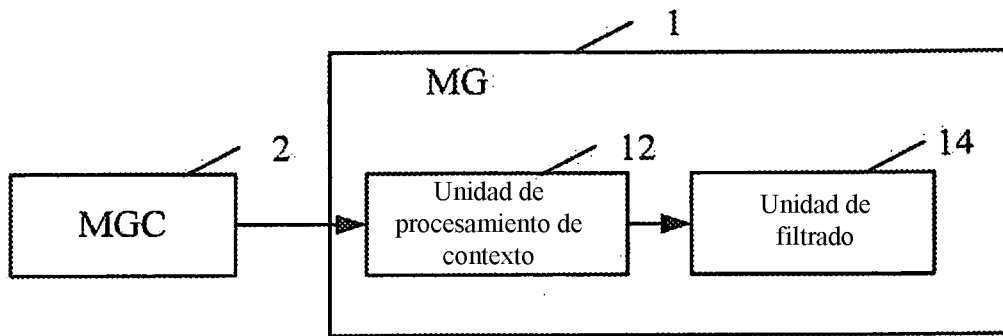 1
MG
2
12
14
MGC
Unidad de
procesamiento de
contexto
Unidad de
filtrado